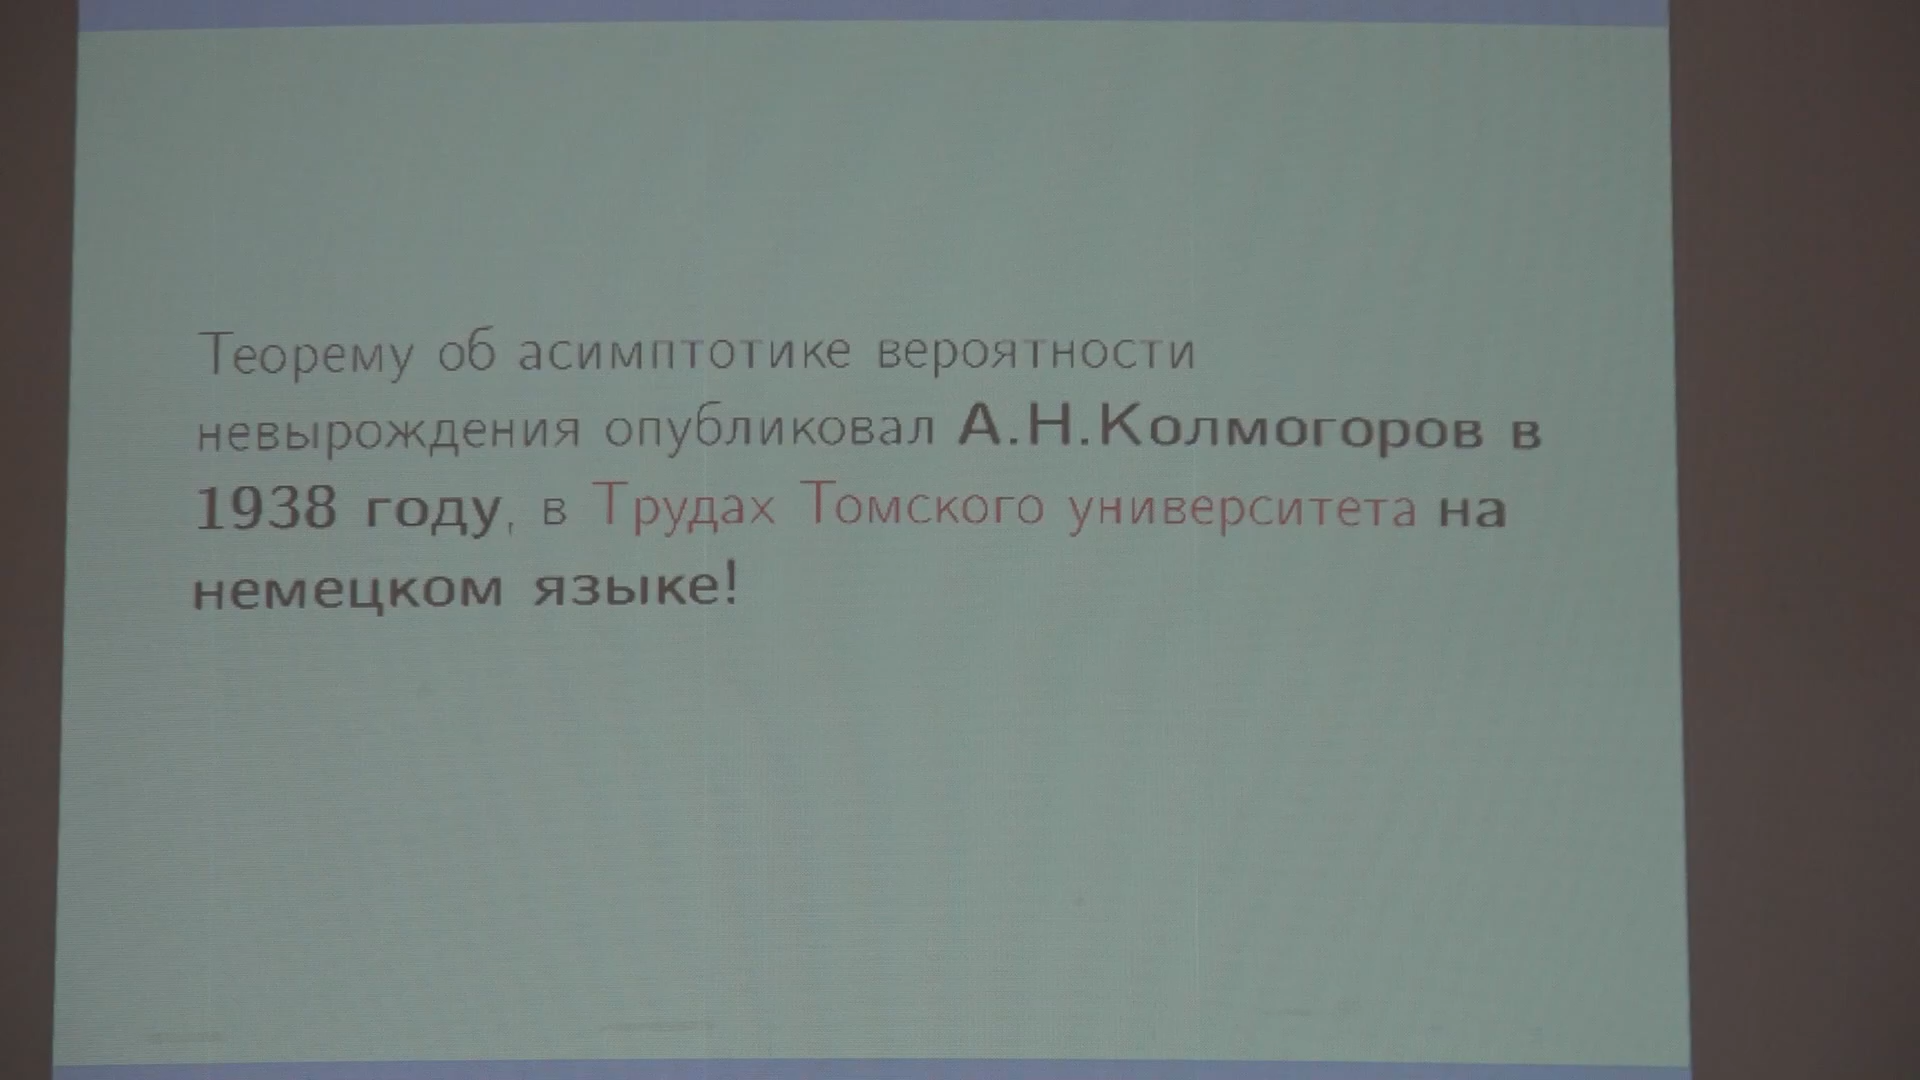 Теорему об асимптотике вероятности
невырождения опубликовал А.Н.Колмогоров в
1938 году, в Трудах Томского университета на
немецком языке!